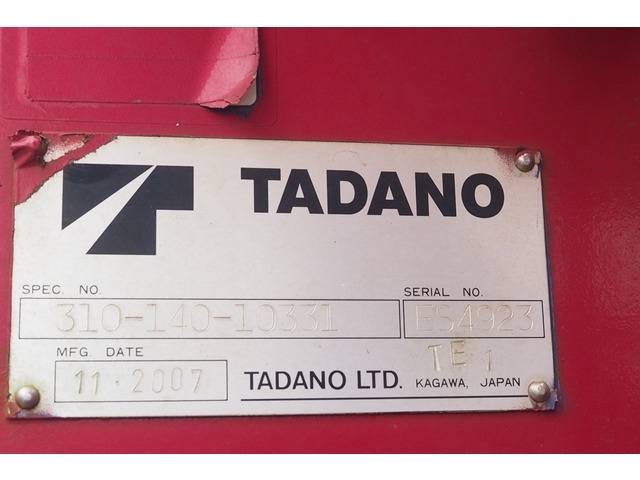 TADANO
SPEC. NO.
310-140-10331
SERIAL NO.
ES4923
MFG. DATE
11·2007
TADANO LTD.
TE 1
KAGAWA, JAPAN